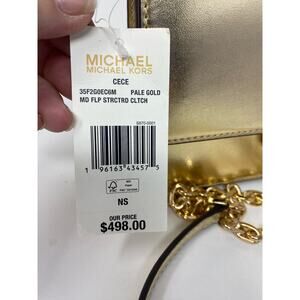 MICHAEL
MICHAEL KORS
CECE
35F2G0EC6M PALE GOLD
MD FLP STRCTRD CLTCH
1 96163 43457 5
NS
OUR PRICE
$498.00